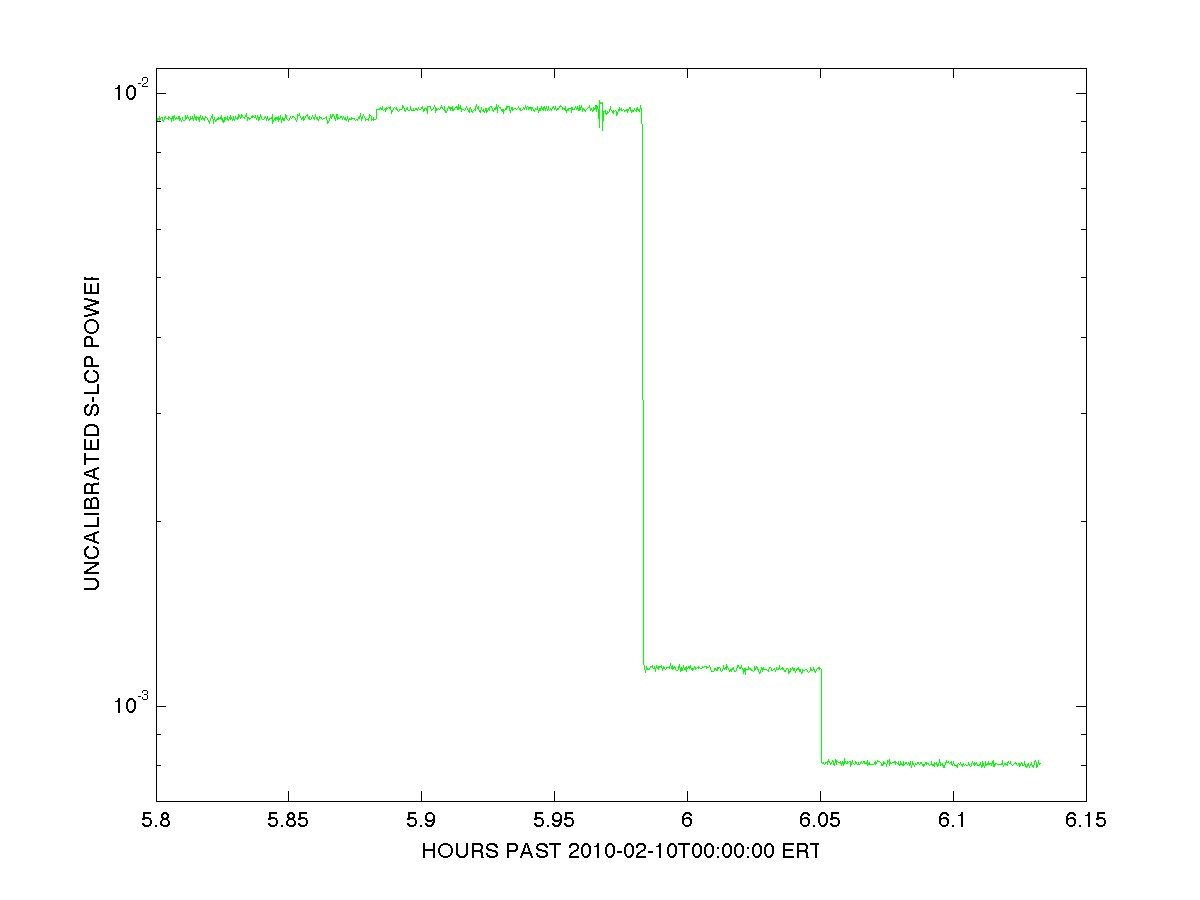 10-2
UNCALIBRATED S-LCP POWER
10-3
5.8 5.85 5.9 5.95 6 6.05 6.1 6.15
HOURS PAST 2010-02-10T00:00:00 ERT